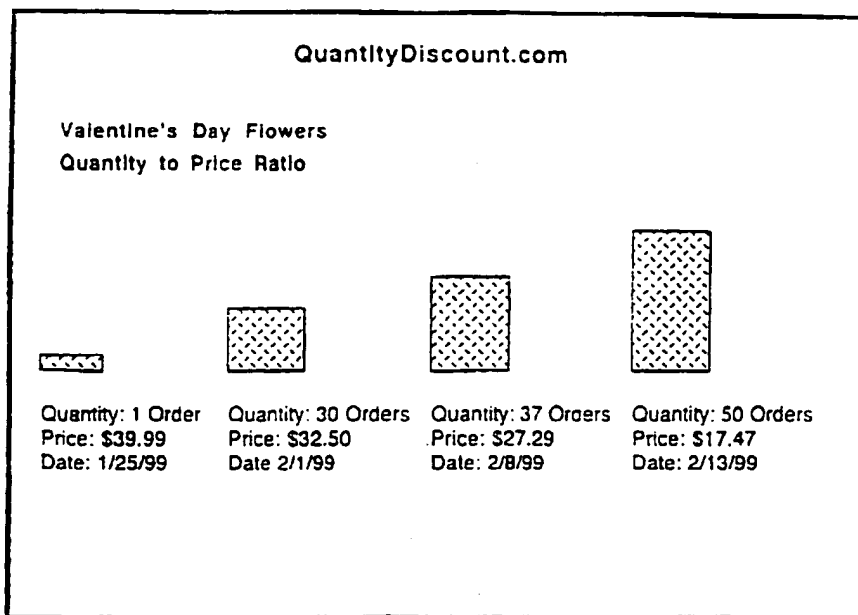 QuantityDiscount.com
Valentine's Day Flowers
Quantity to Price Ratio
Quantity: 1 Order
Price: $39.99
Date: 1/25/99
Quantity: 30 Orders
Price: $32.50
Date 2/1/99
Quantity: 37 Orders
Price: $27.29
Date: 2/8/99
Quantity: 50 Orders
Price: $17.47
Date: 2/13/99